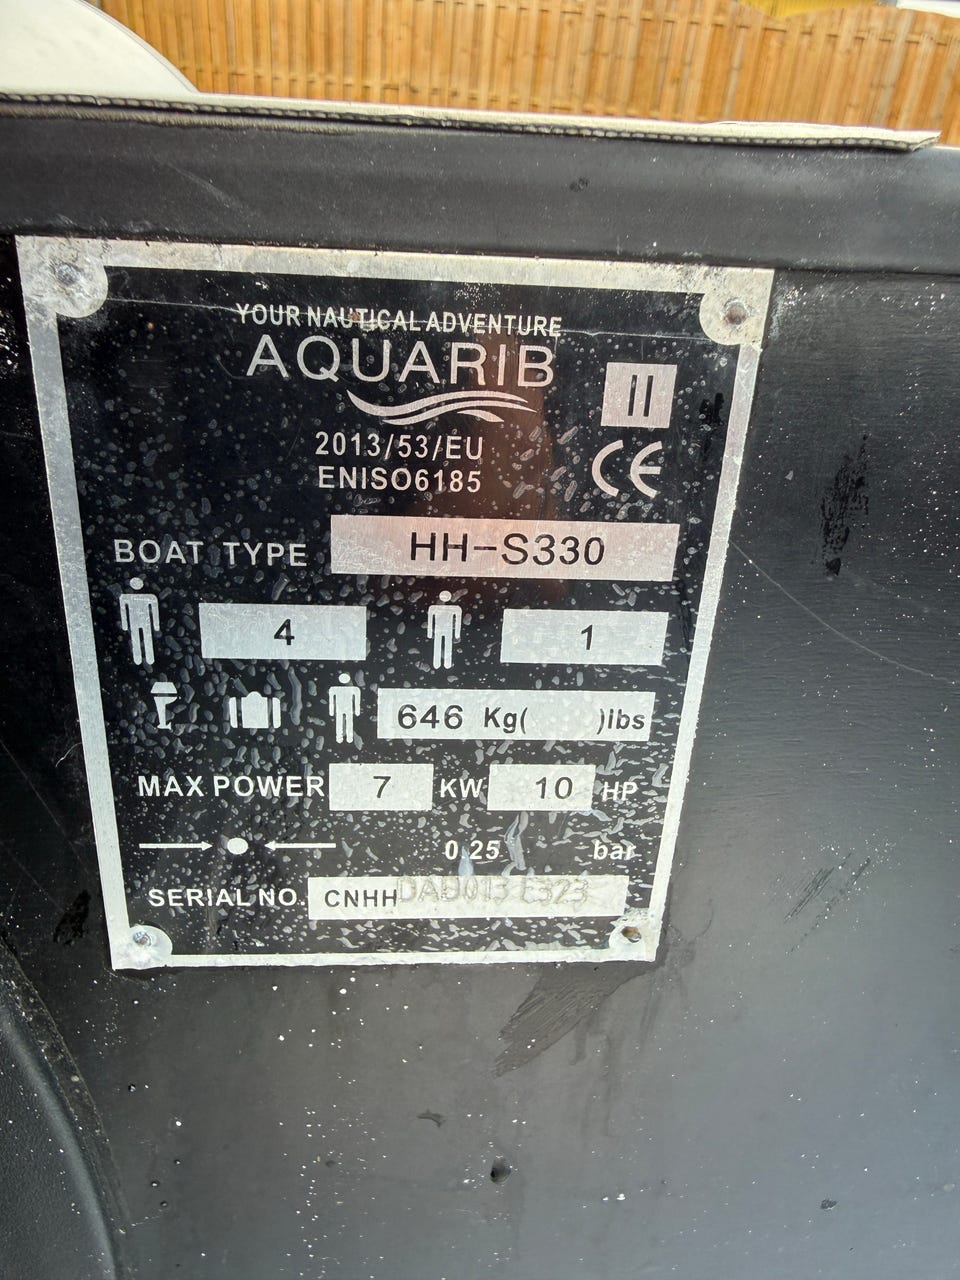 YOUR NAUTICAL ADVENTURE
AQUARIB
II
2013/53/EU
CE
ENISO6185
BOAT TYPE HH-S330
4 1
646 Kg( )lbs
MAX POWER 7 KW 10 HP
0.25 bar
SERIAL NO. CNHH